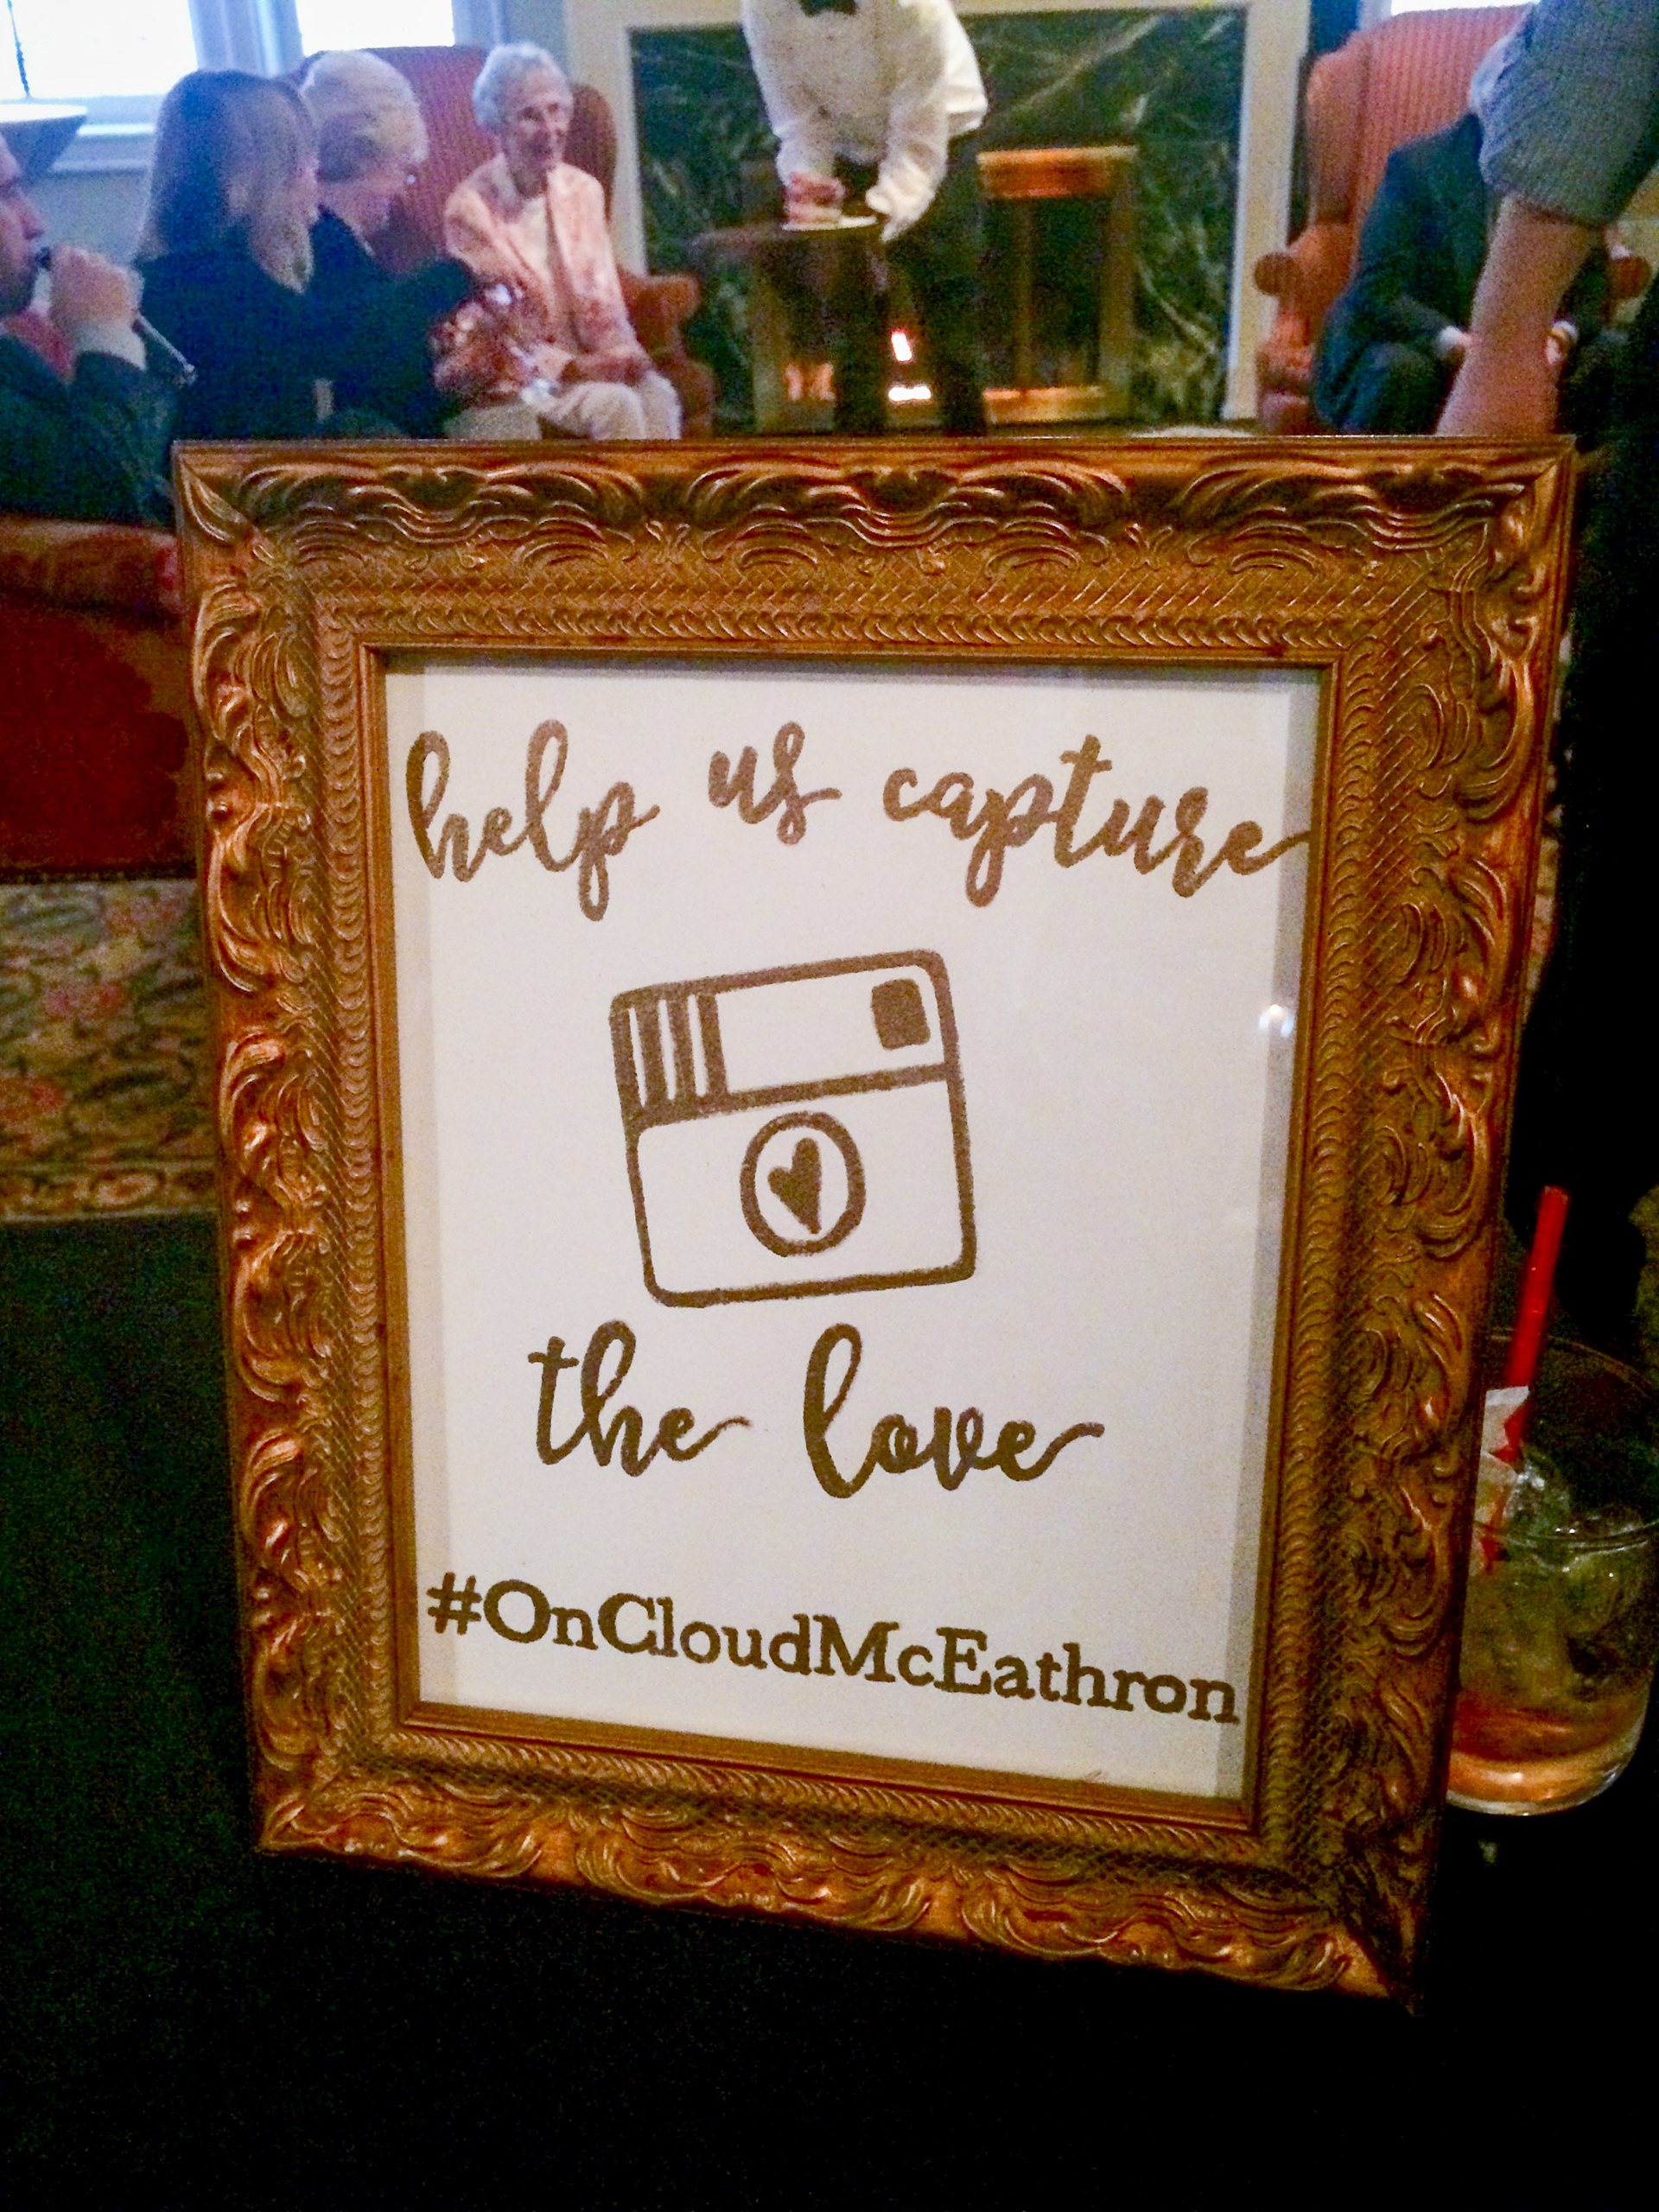 help us capture
the love
#OnCloudMcEathron